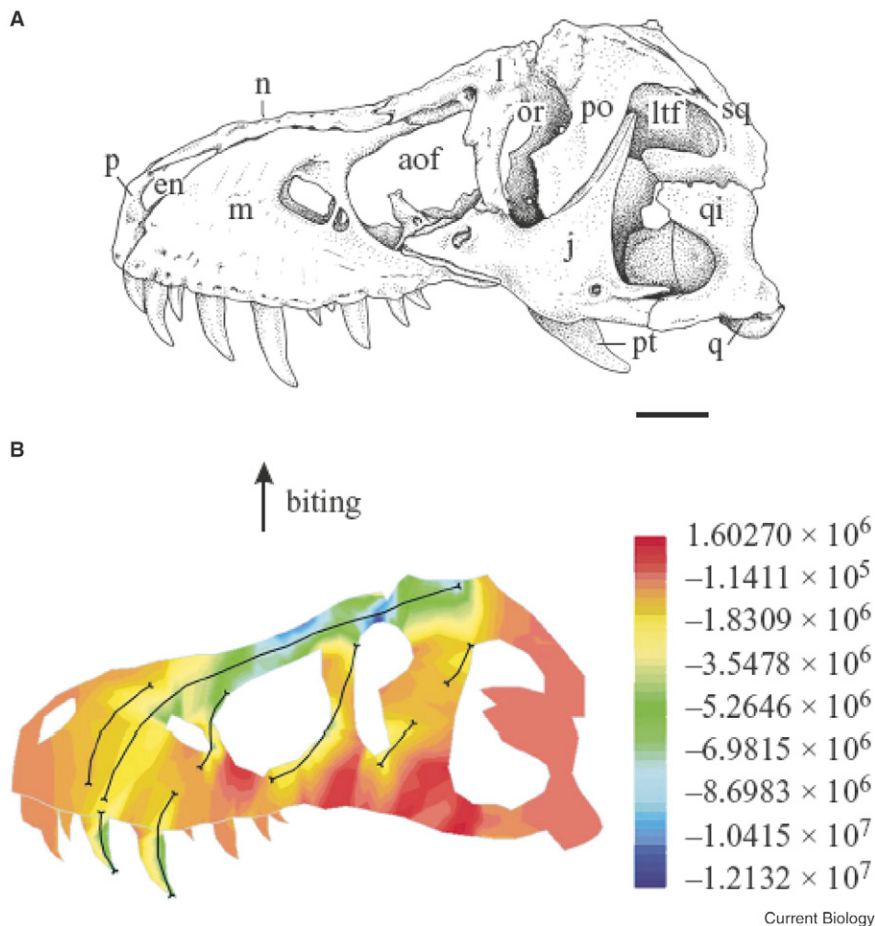 A
n
l
or
po
ltf
sq
p
en
aof
m
qi
j
pt
q
B
biting
1.60270 × 10⁶
–1.1411 × 10⁵
–1.8309 × 10⁶
–3.5478 × 10⁶
–5.2646 × 10⁶
–6.9815 × 10⁶
–8.6983 × 10⁶
–1.0415 × 10⁷
–1.2132 × 10⁷
Current Biology